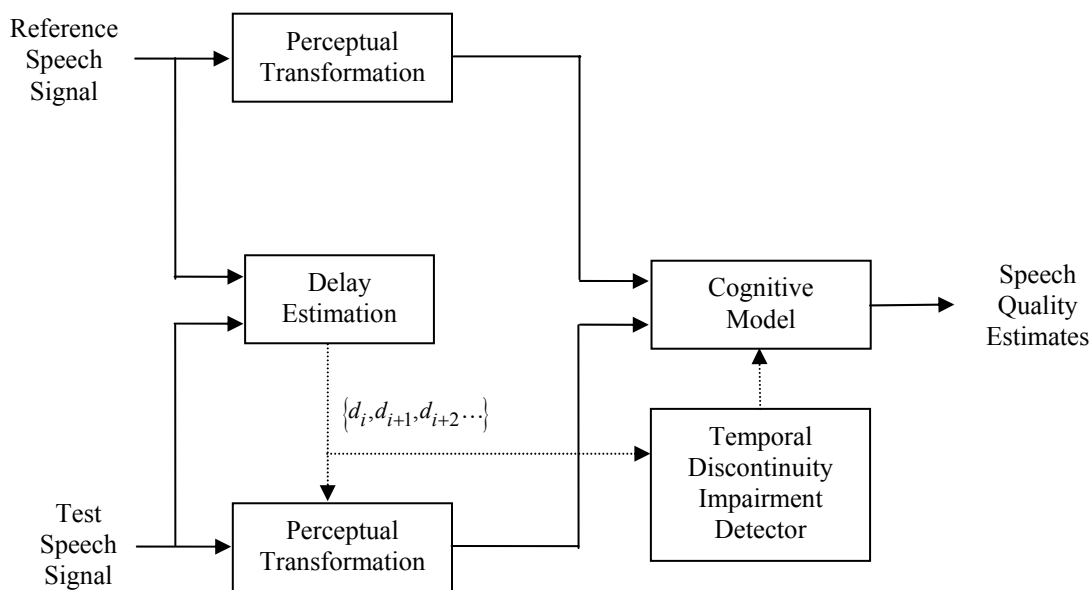 Reference
Speech
Signal
Perceptual
Transformation
Delay
Estimation
Cognitive
Model
Speech
Quality
Estimates
{d_i,d_{i+1},d_{i+2}…}
Temporal
Discontinuity
Impairment
Detector
Test
Speech
Signal
Perceptual
Transformation